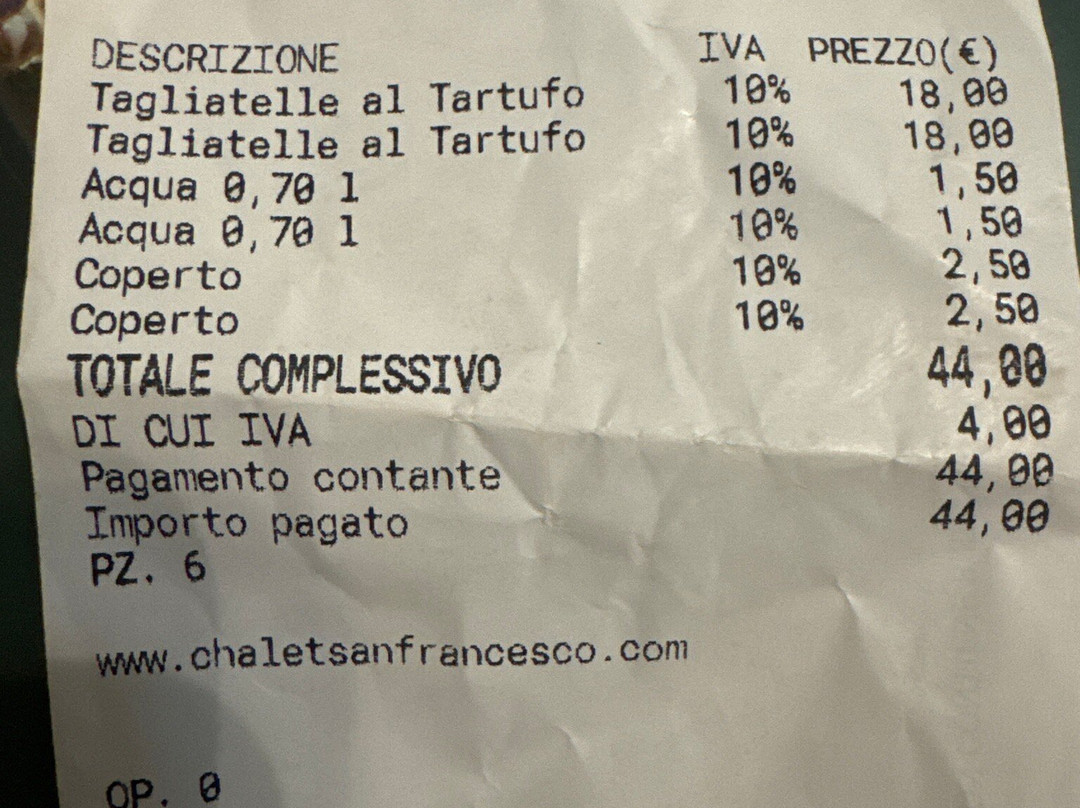 DESCRIZIONE IVA PREZZO(€)
Tagliatelle al Tartufo 10% 18,00
Tagliatelle al Tartufo 10% 18,00
Acqua 0,70 l 10% 1,50
Acqua 0,70 l 10% 1,50
Coperto 10% 2,50
Coperto 10% 2,50
TOTALE COMPLESSIVO 44,00
DI CUI IVA 4,00
Pagamento contante 44,00
Importo pagato 44,00
PZ. 6
www.chaletsanfrancesco.com
OP. 0